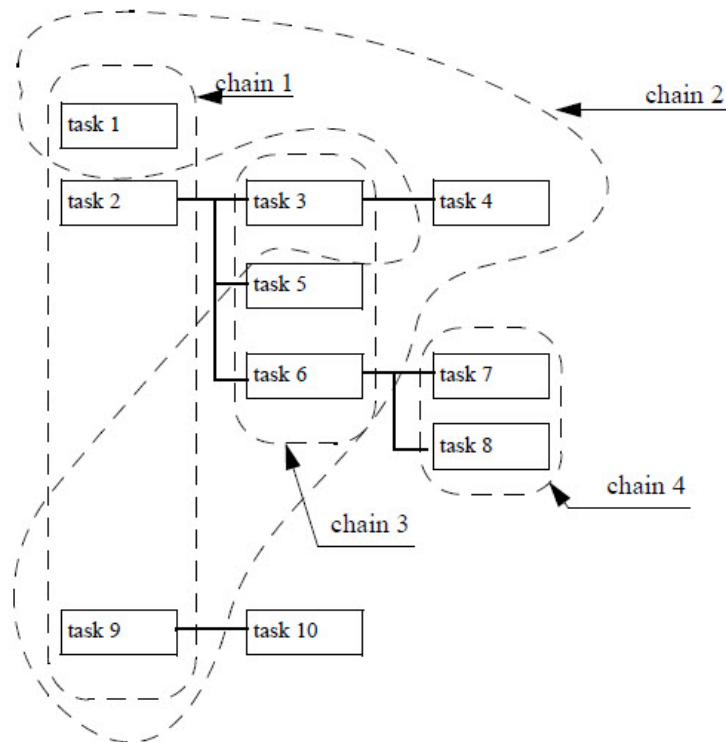 chain 1
chain 2
task 1
task 2
task 3
task 4
task 5
task 6
task 7
task 8
chain 4
chain 3
task 9
task 10